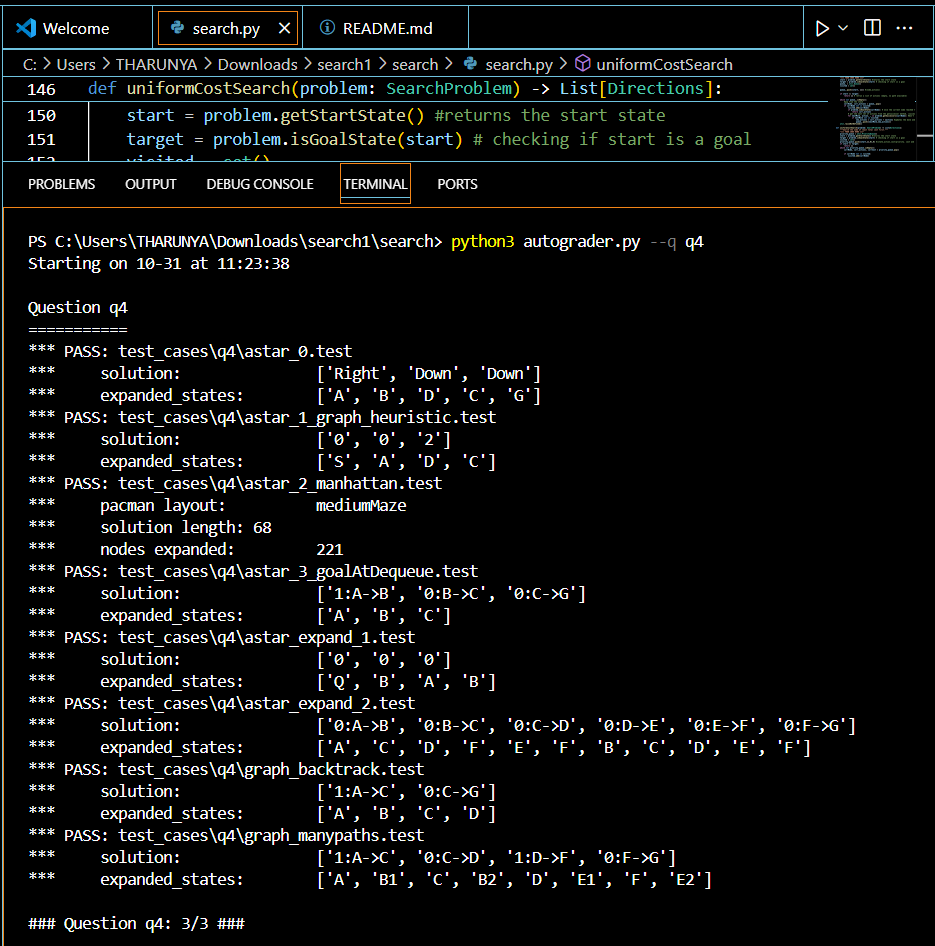 Welcome
search.py
README.md
C: > Users > THARUNYA > Downloads > search1 > search > search.py > uniformCostSearch
146 def uniformCostSearch(problem: SearchProblem) -> List[Directions]:
150 start = problem.getStartState() #returns the start state
151 target = problem.isGoalState(start) # checking if start is a goal
PROBLEMS OUTPUT DEBUG CONSOLE TERMINAL PORTS
PS C:\Users\THARUNYA\Downloads\search1\search> python3 autograder.py --q q4
Starting on 10-31 at 11:23:38
Question q4
===========
*** PASS: test_cases\q4\astar_0.test
*** solution: ['Right', 'Down', 'Down']
*** expanded_states: ['A', 'B', 'D', 'C', 'G']
*** PASS: test_cases\q4\astar_1_graph_heuristic.test
*** solution: ['0', '0', '2']
*** expanded_states: ['S', 'A', 'D', 'C']
*** PASS: test_cases\q4\astar_2_manhattan.test
*** pacman layout: mediumMaze
*** solution length: 68
*** nodes expanded: 221
*** PASS: test_cases\q4\astar_3_goalAtDequeue.test
*** solution: ['1:A->B', '0:B->C', '0:C->G']
*** expanded_states: ['A', 'B', 'C']
*** PASS: test_cases\q4\astar_expand_1.test
*** solution: ['0', '0', '0']
*** expanded_states: ['Q', 'B', 'A', 'B']
*** PASS: test_cases\q4\astar_expand_2.test
*** solution: ['0:A->B', '0:B->C', '0:C->D', '0:D->E', '0:E->F', '0:F->G']
*** expanded_states: ['A', 'C', 'D', 'F', 'E', 'F', 'B', 'C', 'D', 'E', 'F']
*** PASS: test_cases\q4\graph_backtrack.test
*** solution: ['1:A->C', '0:C->G']
*** expanded_states: ['A', 'B', 'C', 'D']
*** PASS: test_cases\q4\graph_manypaths.test
*** solution: ['1:A->C', '0:C->D', '1:D->F', '0:F->G']
*** expanded_states: ['A', 'B1', 'C', 'B2', 'D', 'E1', 'F', 'E2']
### Question q4: 3/3 ###